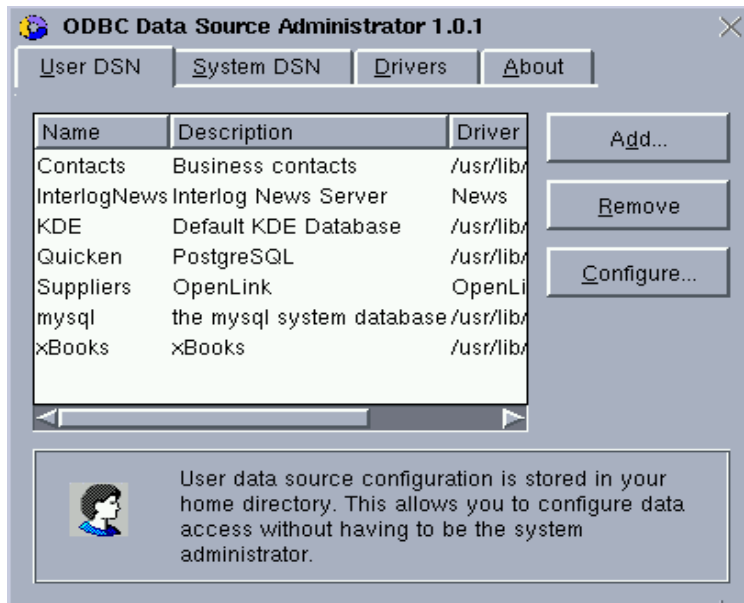 ODBC Data Source Administrator 1.0.1
User DSN System DSN Drivers About
Name Description Driver
Contacts Business contacts /usr/lib/
InterlogNews Interlog News Server News
KDE Default KDE Database /usr/lib/
Quicken PostgreSQL /usr/lib/
Suppliers OpenLink OpenLi
mysql the mysql system database /usr/lib/
xBooks xBooks /usr/lib/
Add...
Remove
Configure...
User data source configuration is stored in your
home directory. This allows you to configure data
access without having to be the system
administrator.